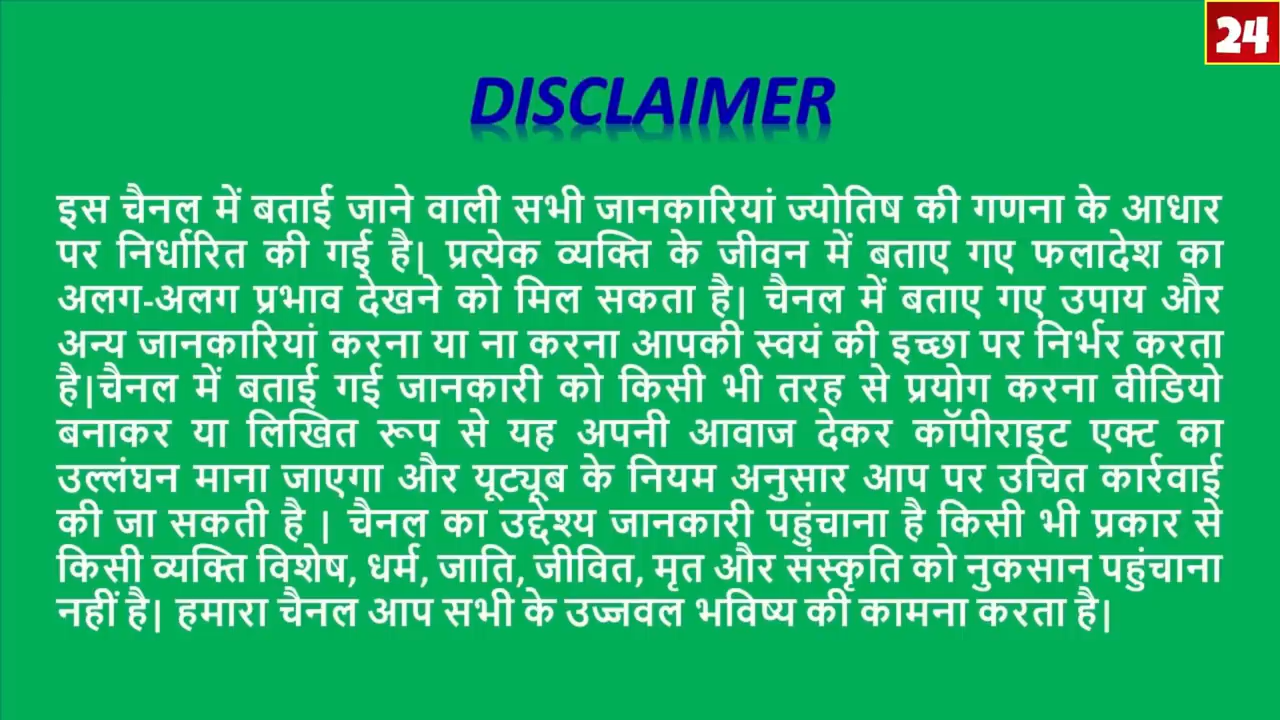 24
DISCLAIMER
इस चैनल में बताई जाने वाली सभी जानकारियां ज्योतिष की गणना के आधार
पर निर्धारित की गई है| प्रत्येक व्यक्ति के जीवन में बताए गए फलादेश का
अलग-अलग प्रभाव देखने को मिल सकता है| चैनल में बताए गए उपाय और
अन्य जानकारियां करना या ना करना आपकी स्वयं की इच्छा पर निर्भर करता
है|चैनल में बताई गई जानकारी को किसी भी तरह से प्रयोग करना वीडियो
बनाकर या लिखित रूप से यह अपनी आवाज देकर कॉपीराइट एक्ट का
उल्लंघन माना जाएगा और यूट्यूब के नियम अनुसार आप पर उचित कार्रवाई
की जा सकती है | चैनल का उद्देश्य जानकारी पहुंचाना है किसी भी प्रकार से
किसी व्यक्ति विशेष, धर्म, जाति, जीवित, मृत और संस्कृति को नुकसान पहुंचाना
नहीं है| हमारा चैनल आप सभी के उज्जवल भविष्य की कामना करता है|